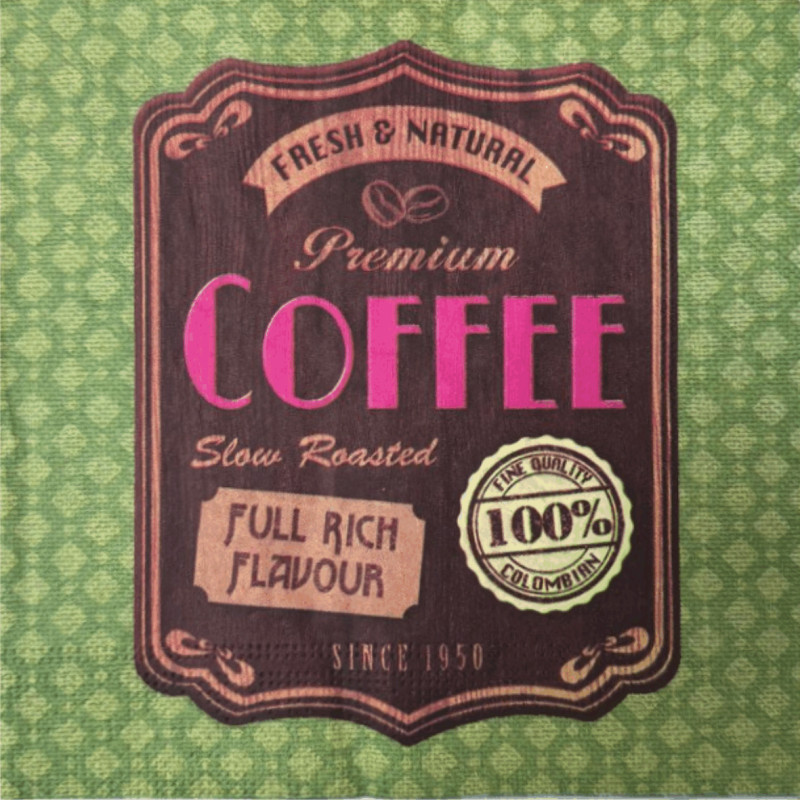 FRESH & NATURAL
Premium
COFFEE
Slow Roasted
FULL RICH
FLAVOUR
FINE QUALITY
100%
COLOMBIAN
SINCE 1950